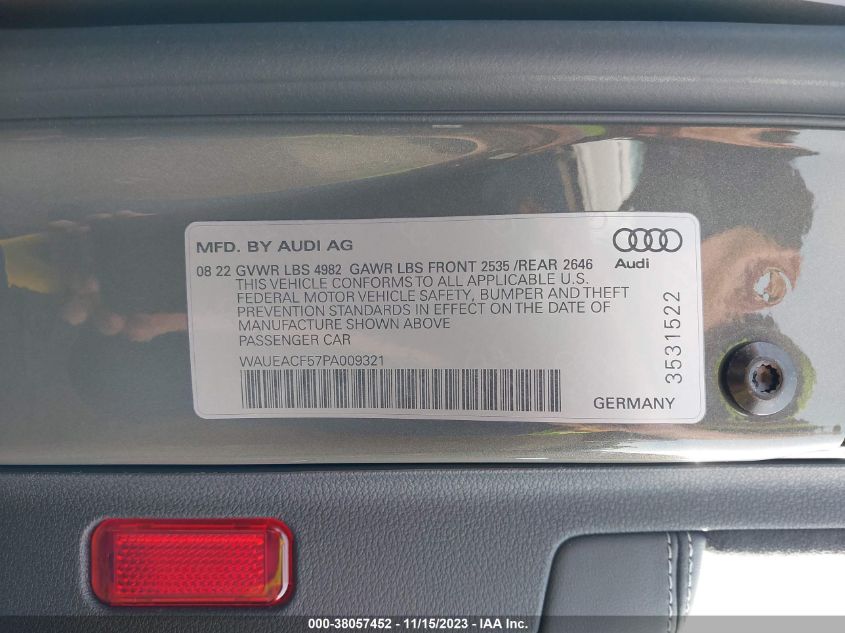 MFD. BY AUDI AG
Audi
08 22 GVWR LBS 4982 GAWR LBS FRONT 2535 /REAR 2646
THIS VEHICLE CONFORMS TO ALL APPLICABLE U.S.
FEDERAL MOTOR VEHICLE SAFETY, BUMPER AND THEFT
PREVENTION STANDARDS IN EFFECT ON THE DATE OF
MANUFACTURE SHOWN ABOVE
PASSENGER CAR
WAUEACF57PA009321
GERMANY
3531522
000-38057452 - 11/15/2023 - IAA Inc.